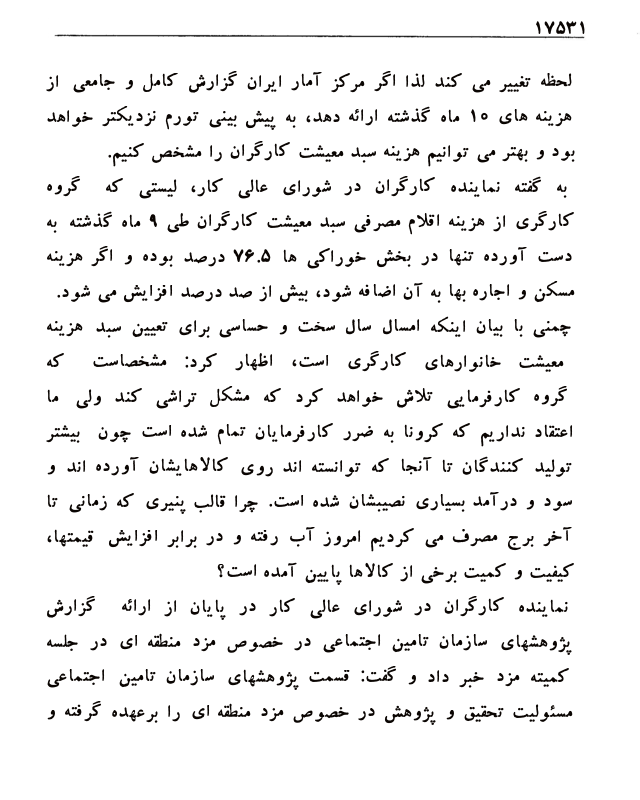 ۱۷۵۳۱
لحظه تغییر می کند لذا اگر مرکز آمار ایران گزارش کامل و جامعی از
هزینه های ۱۰ ماه گذشته ارائه دهد، به پیش بینی تورم نزدیکتر خواهد
بود و بهتر می توانیم هزینه سبد معیشت کارگران را مشخص کنیم.
به گفته نماینده کارگران در شورای عالی کار، لیستی که گروه
کارگری از هزینه اقلام مصرفی سبد معیشت کارگران طی ۹ ماه گذشته به
دست آورده تنها در بخش خوراکی ها ۷۶.۵ درصد بوده و اگر هزینه
مسکن و اجاره بها به آن اضافه شود، بیش از صد درصد افزایش می شود.
چمنی با بیان اینکه امسال سال سخت و حساسی برای تعیین سبد هزینه
معیشت خانوارهای کارگری است، اظهار کرد: مشخصاست که
گروه کارفرمایی تلاش خواهد کرد که مشکل تراشی کند ولی ما
اعتقاد نداریم که کرونا به ضرر کارفرمایان تمام شده است چون بیشتر
تولید کنندگان تا آنجا که توانسته اند روی کالاهایشان آورده اند و
سود و درآمد بسیاری نصیبشان شده است. چرا قالب پنیری که زمانی تا
آخر برج مصرف می کردیم امروز آب رفته و در برابر افزایش قیمتها،
کیفیت و کمیت برخی از کالاها پایین آمده است؟
نماینده کارگران در شورای عالی کار در پایان از ارائه گزارش
پژوهشهای سازمان تامین اجتماعی در خصوص مزد منطقه ای در جلسه
کمیته مزد خبر داد و گفت: قسمت پژوهشهای سازمان تامین اجتماعی
مسئولیت تحقیق و پژوهش در خصوص مزد منطقه ای را برعهده گرفته و